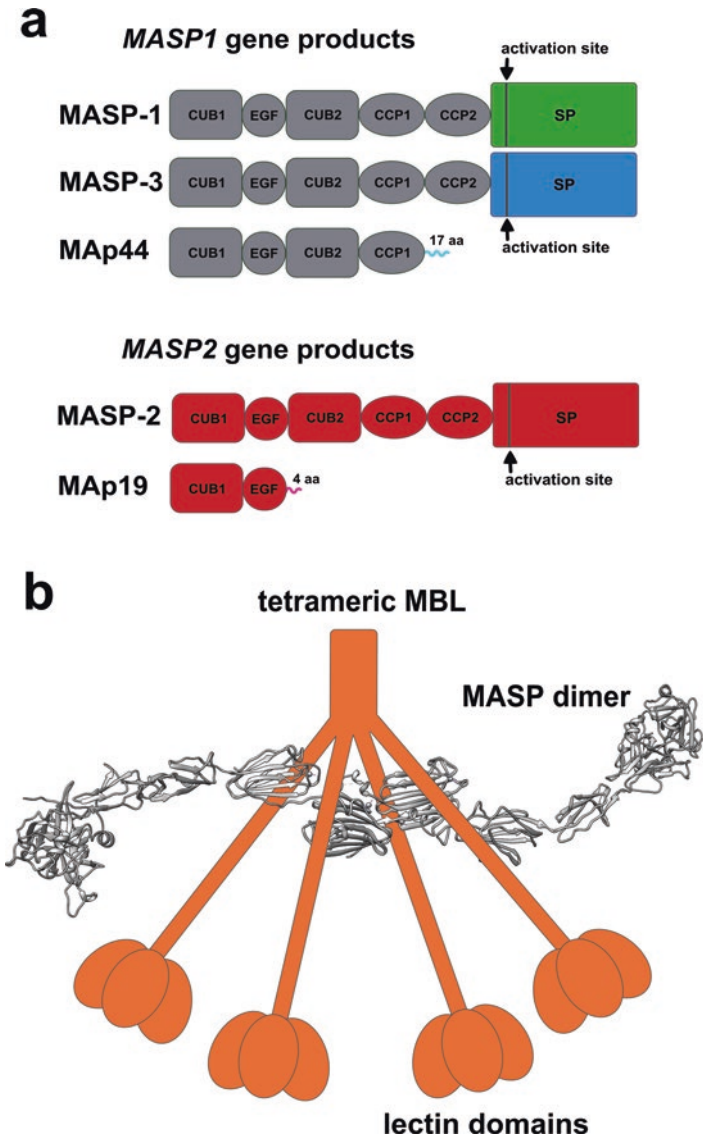 a
MASP1 gene products
activation site
MASP-1
CUB1 EGF CUB2 CCP1 CCP2 SP
MASP-3
CUB1 EGF CUB2 CCP1 CCP2 SP
activation site
MAp44
CUB1 EGF CUB2 CCP1 17 aa
MASP2 gene products
MASP-2
CUB1 EGF CUB2 CCP1 CCP2 SP
activation site
MAp19
CUB1 EGF 4 aa
b
tetrameric MBL
MASP dimer
lectin domains